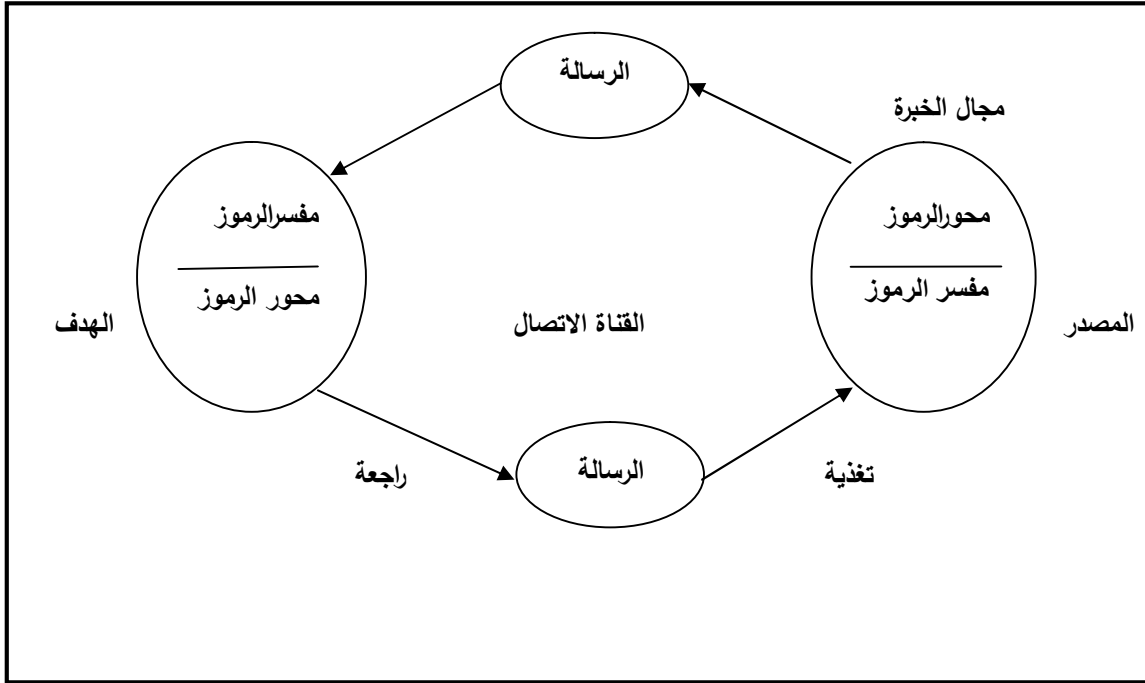 الرسالة
مجال الخبرة
محورالرموز
مفسر الرموز
المصدر
مفسرالرموز
محور الرموز
الهدف
القناة الاتصال
تغذية
الرسالة
راجعة